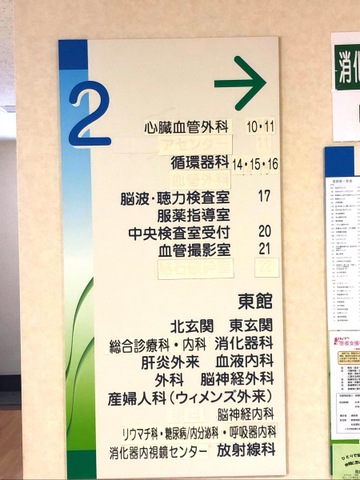 2
心臓血管外科 10・11
循環器科 14・15・16
脳波・聴力検査室 17
服薬指導室
中央検査室受付 20
血管撮影室 21
東館
北玄関 東玄関
総合診療科・内科 消化器科
肝炎外来 血液内科
外科 脳神経外科
産婦人科(ウィメンズ外来)
脳神経内科
リウマチ科・糖尿病/内分泌科・呼吸器内科
消化器内視鏡センター 放射線科
消化